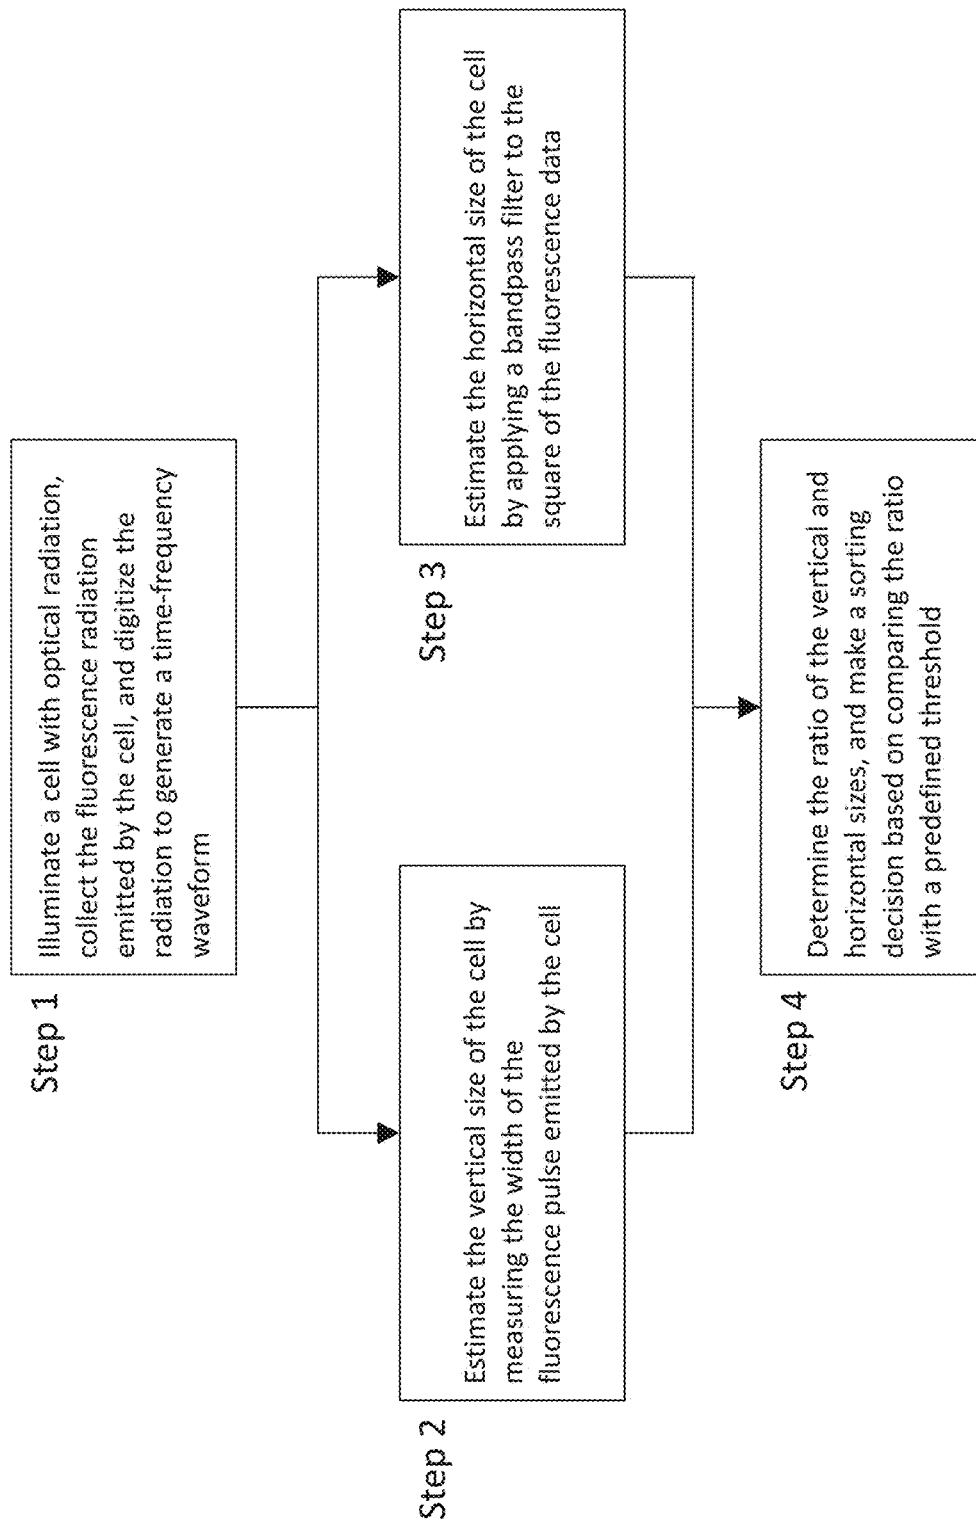 Step 1
Illuminate a cell with optical radiation,
collect the fluorescence radiation
emitted by the cell, and digitize the
radiation to generate a time-frequency
waveform
Step 2
Estimate the vertical size of the cell by
measuring the width of the
fluorescence pulse emitted by the cell
Step 3
Estimate the horizontal size of the cell
by applying a bandpass filter to the
square of the fluorescence data
Step 4
Determine the ratio of the vertical and
horizontal sizes, and make a sorting
decision based on comparing the ratio
with a predefined threshold